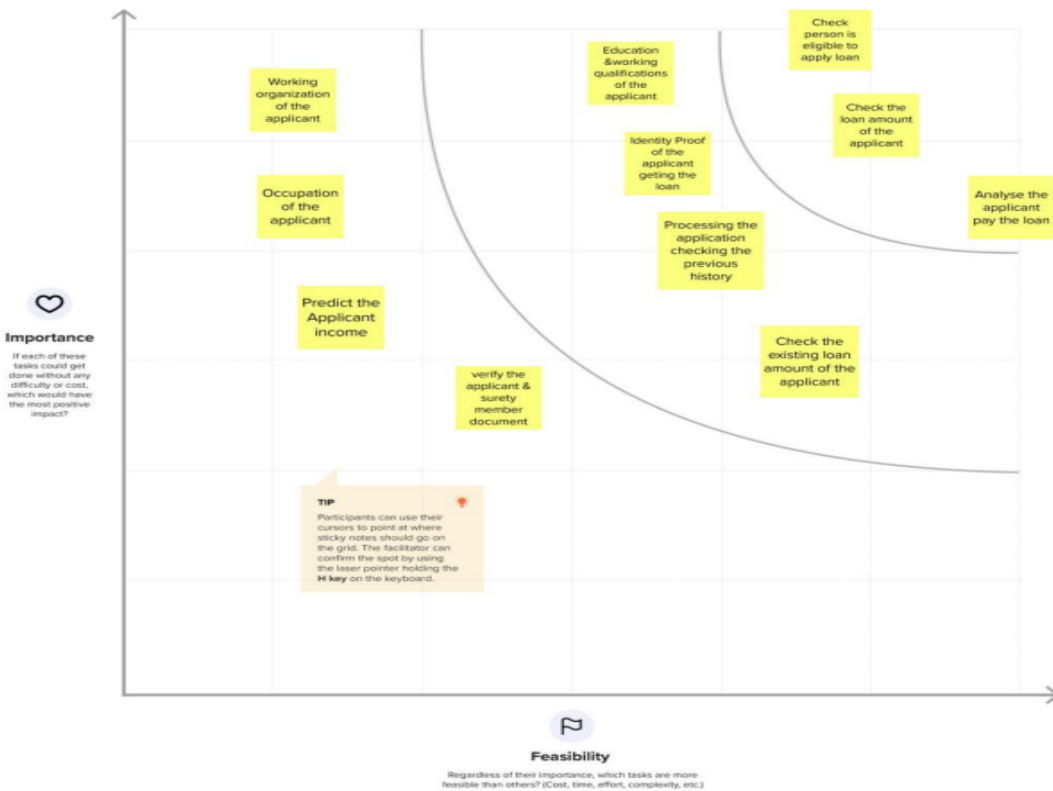 Check
person is
eligible to
apply loan
Education
&working
qualifications
of the
applicant
Working
organization
of the
applicant
Check the
loan amount
of the
applicant
Identity Proof
of the
applicant
geting the
loan
Occupation
of the
applicant
Analyse the
applicant
pay the loan
Processing the
application
checking the
previous
history
Predict the
Applicant
income
Importance
If each of these
tasks could get
done without any
difficulty or cost,
which would have
the most positive
impact?
Check the
existing loan
amount of the
applicant
verify the
applicant &
surety
member
document
TIP
Participants can use their
cursors to point at where
sticky notes should go on
the grid. The facilitator can
confirm the spot by using
the laser pointer holding the
H key on the keyboard.
Feasibility
Regardless of their importance, which tasks are more
feasible than others? (Cost, time, effort, complexity, etc.)